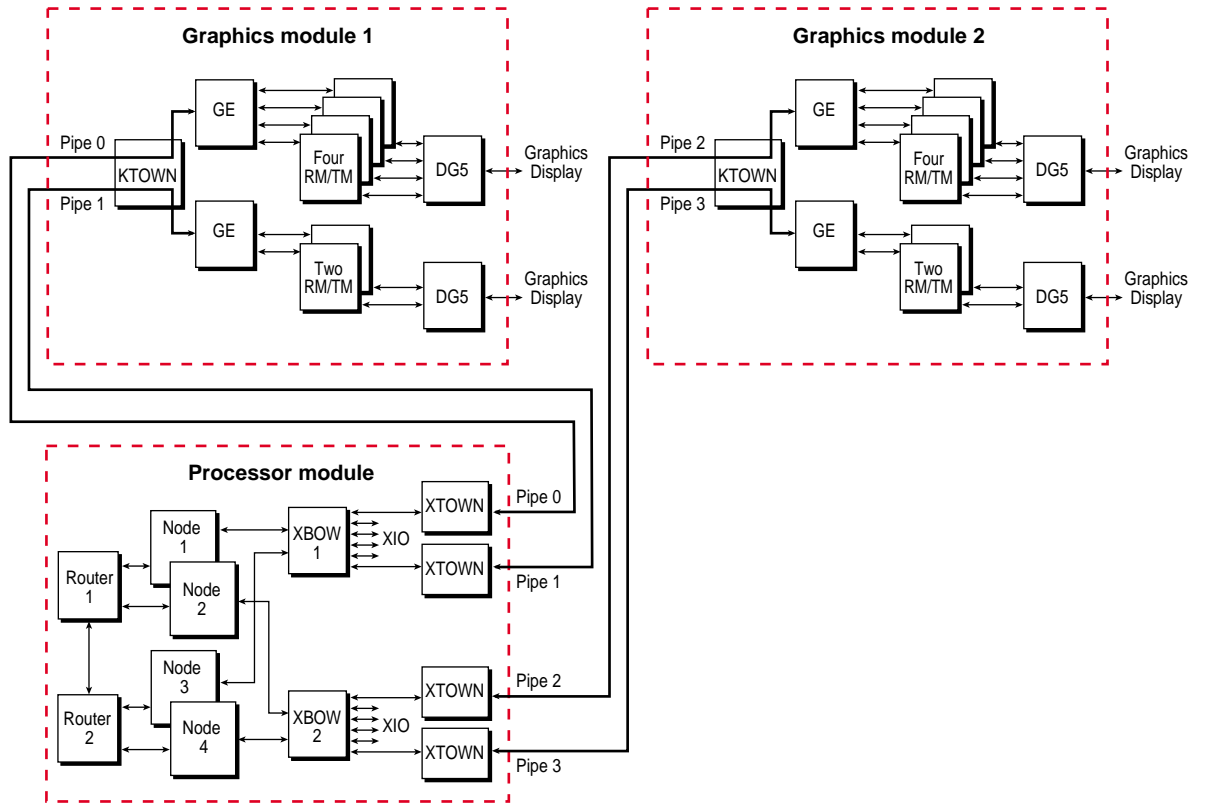 Graphics module 1
GE
Pipe 0
KTOWN
Pipe 1
Four
RM/TM
DG5
Graphics
Display
GE
Two
RM/TM
DG5
Graphics
Display
Graphics module 2
GE
Pipe 2
KTOWN
Pipe 3
Four
RM/TM
DG5
Graphics
Display
GE
Two
RM/TM
DG5
Graphics
Display
Processor module
Node
1
Node
2
Router
1
XBOW
1
XIO
XTOWN
Pipe 0
XTOWN
Pipe 1
Node
3
Node
4
Router
2
XBOW
2
XIO
XTOWN
Pipe 2
XTOWN
Pipe 3